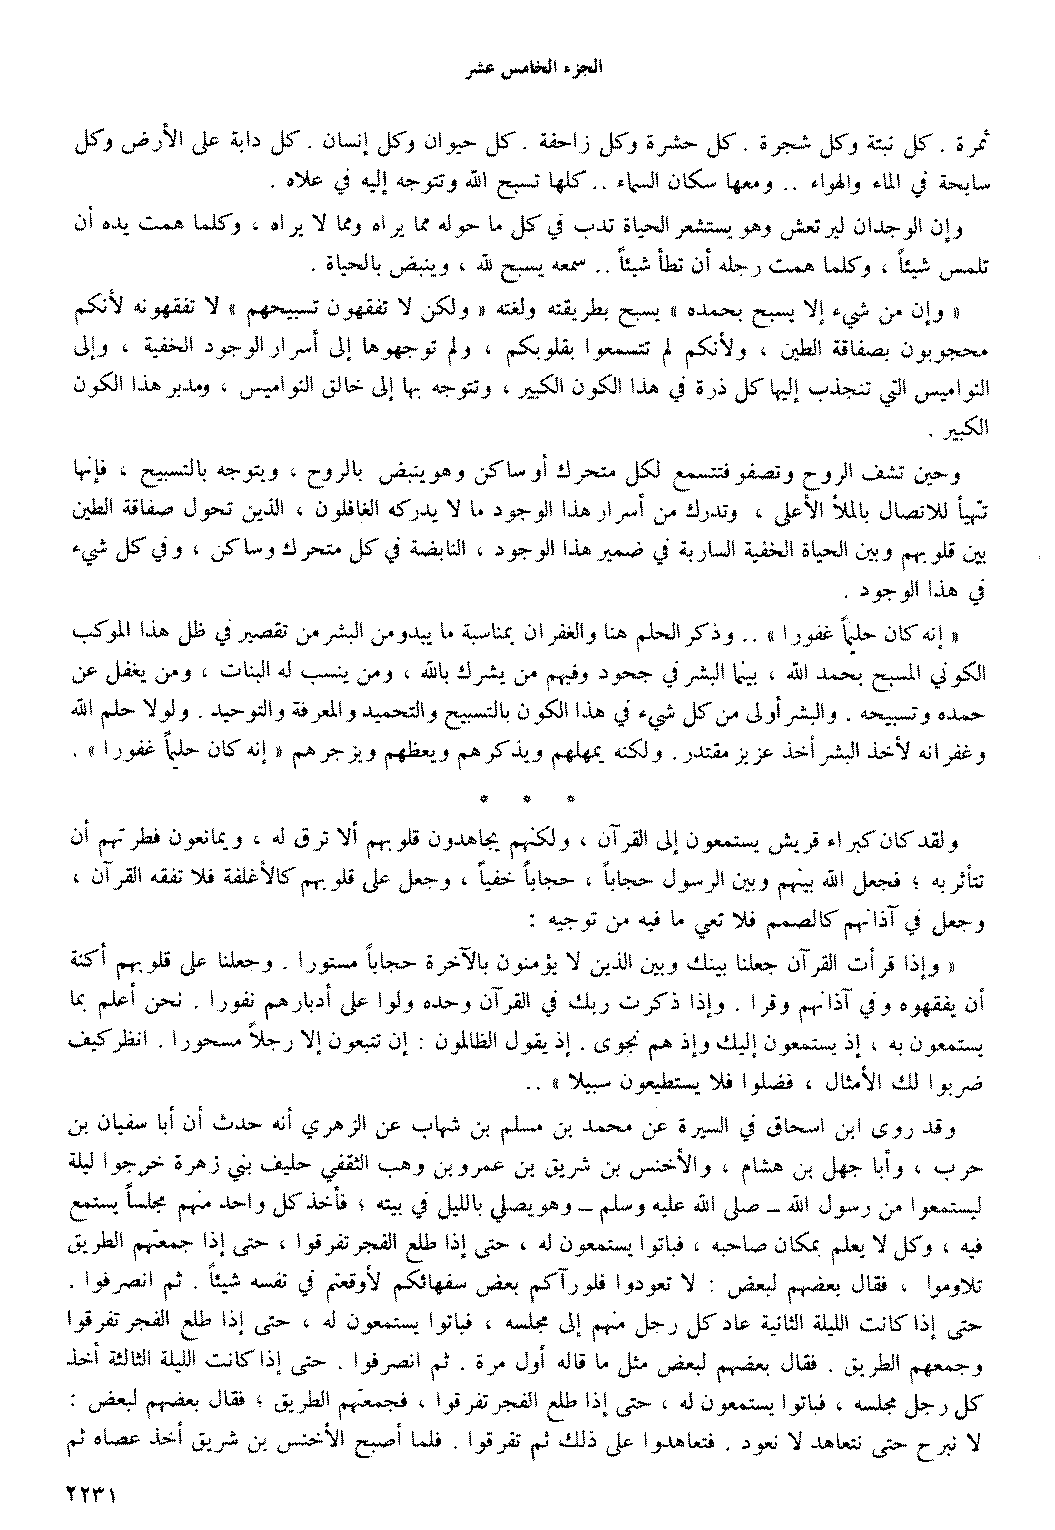 الجزء الخامس عشر
ثمرة . كل نبتة وكل شجرة . كل حشرة وكل زاحفة . كل حيوان وكل إنسان . كل دابة على الأرض وكل
سابحة في الماء والهواء .. ومعها سكان السماء .. كلها تسبح الله وتتوجه إليه في علاه .
وإن الوجدان ليرتعش وهو يستشعر الحياة تدب في كل ما حوله مما يراه ومما لا يراه ، وكلما همت يده أن
تلمس شيئاً ، وكلما همت رجله أن تطأ شيئاً .. سمعه يسبح لله ، وينبض بالحياة .
« وإن من شيء إلا يسبح بحمده » يسبح بطريقته ولغته « ولكن لا تفقهون تسبيحهم » لا تفقهونه لأنكم
محجوبون بصفاقة الطين ، ولأنكم لم تتسمعوا بقلوبكم ، ولم توجهوها إلى أسرار الوجود الخفية ، وإلى
النواميس التي تنجذب إليها كل ذرة في هذا الكون الكبير ، وتتوجه بها إلى خالق النواميس ، ومدبر هذا الكون
الكبير .
وحين تشف الروح وتصفو فتتسمع لكل متحرك أو ساكن وهو ينبض بالروح ، ويتوجه بالتسبيح ، فإنها
تتهيأ للاتصال بالملأ الأعلى ، وتدرك من أسرار هذا الوجود ما لا يدركه الغافلون ، الذين تحول صفاقة الطين
بين قلوبهم وبين الحياة الخفية السارية في ضمير هذا الوجود ، النابضة في كل متحرك وساكن ، وفي كل شيء
في هذا الوجود .
« إنه كان حليماً غفورا » .. وذكر الحلم هنا والغفران بمناسبة ما يبدو من البشر من تقصير في ظل هذا الموكب
الكوني المسبح بحمد الله ، بينما البشر في جحود وفيهم من يشرك بالله ، ومن ينسب له البنات ، ومن يغفل عن
حمده وتسبيحه . والبشر أولى من كل شيء في هذا الكون بالتسبيح والتحميد والمعرفة والتوحيد . ولولا حلم الله
وغفرانه لأخذ البشر أخذ عزيز مقتدر . ولكنه يمهلهم ويذكرهم ويعظهم ويزجرهم « إنه كان حليماً غفورا » .
* * *
ولقد كان كبراء قريش يستمعون إلى القرآن ، ولكنهم يجاهدون قلوبهم ألا ترق له ، ويمانعون فطرتهم أن
تتأثر به ؛ فجعل الله بينهم وبين الرسول حجاباً ، حجاباً خفياً ، وجعل على قلوبهم كالأغلفة فلا تفقه القرآن ،
وجعل في آذانهم كالصمم فلا تعي ما فيه من توجيه :
« وإذا قرأت القرآن جعلنا بينك وبين الذين لا يؤمنون بالآخرة حجاباً مستورا . وجعلنا على قلوبهم أكنة
أن يفقهوه وفي آذانهم وقرا . وإذا ذكرت ربك في القرآن وحده ولوا على أدبارهم نفورا . نحن أعلم بما
يستمعون به ، إذ يستمعون إليك وإذ هم نجوى . إذ يقول الظالمون : إن تتبعون إلا رجلاً مسحورا . انظر كيف
ضربوا لك الأمثال ، فضلوا فلا يستطيعون سبيلا » ..
وقد روى ابن اسحاق في السيرة عن محمد بن مسلم بن شهاب عن الزهري أنه حدث أن أبا سفيان بن
حرب ، وأبا جهل بن هشام ، والأخنس بن شريق بن عمرو بن وهب الثقفي حليف بني زهرة خرجوا ليلة
ليستمعوا من رسول الله – صلى الله عليه وسلم – وهو يصلي بالليل في بيته ؛ فأخذ كل واحد منهم مجلساً يستمع
فيه ، وكل لا يعلم بمكان صاحبه ، فباتوا يستمعون له ، حتى إذا طلع الفجر تفرقوا ، حتى إذا جمعتهم الطريق
تلاوموا ، فقال بعضهم لبعض : لا تعودوا فلو رآكم بعض سفهائكم لأوقعتم في نفسه شيئاً . ثم انصرفوا .
حتى إذا كانت الليلة الثانية عاد كل رجل منهم إلى مجلسه ، فباتوا يستمعون له ، حتى إذا طلع الفجر تفرقوا
وجمعهم الطريق . فقال بعضهم لبعض مثل ما قاله أول مرة . ثم انصرفوا . حتى إذا كانت الليلة الثالثة أخذ
كل رجل مجلسه ، فباتوا يستمعون له ، حتى إذا طلع الفجر تفرقوا ، فجمعتهم الطريق ؛ فقال بعضهم لبعض :
لا نبرح حتى نتعاهد لا نعود . فتعاهدوا على ذلك ثم تفرقوا . فلما أصبح الأخنس بن شريق أخذ عصاه ثم
٢٢٣١